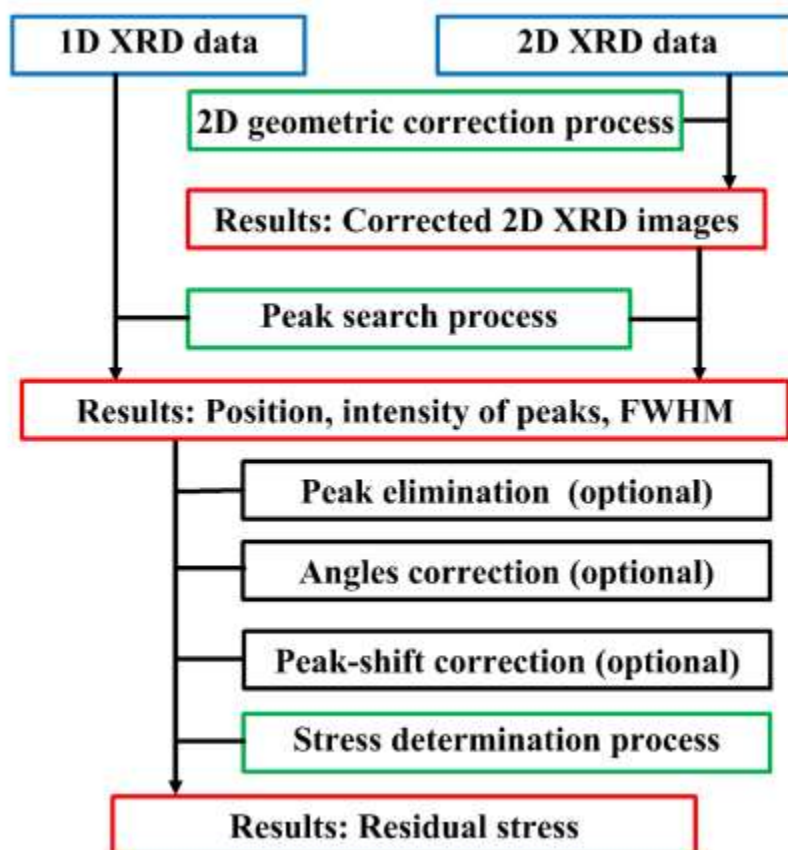 1D XRD data
2D XRD data
2D geometric correction process
Results: Corrected 2D XRD images
Peak search process
Results: Position, intensity of peaks, FWHM
Peak elimination  (optional)
Angles correction (optional)
Peak-shift correction (optional)
Stress determination process
Results: Residual stress